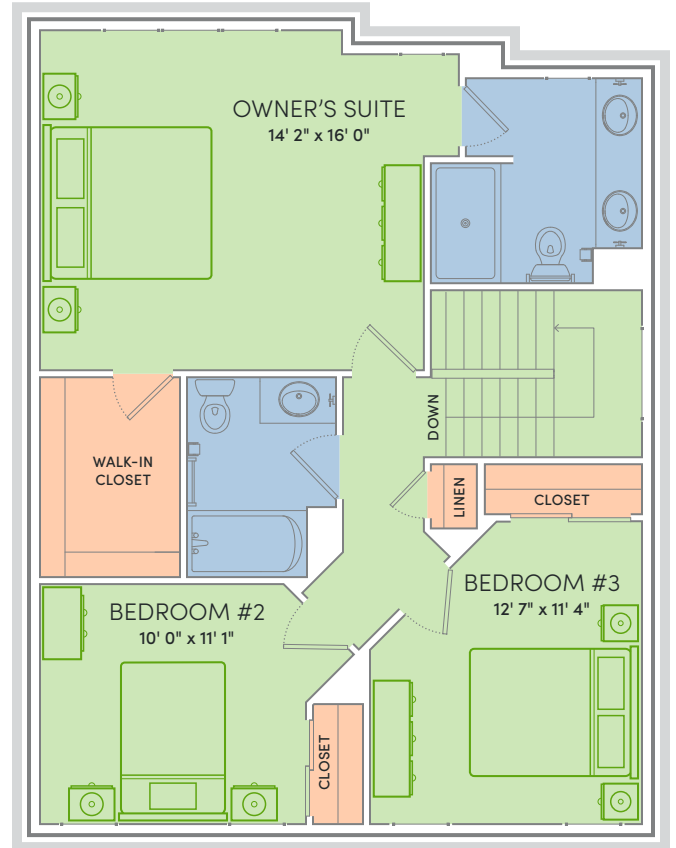 OWNER’S SUITE
14' 2" x 16' 0"
DOWN
WALK-IN
CLOSET
LINEN
CLOSET
BEDROOM #2
10' 0" x 11' 1"
BEDROOM #3
12' 7" x 11' 4"
CLOSET